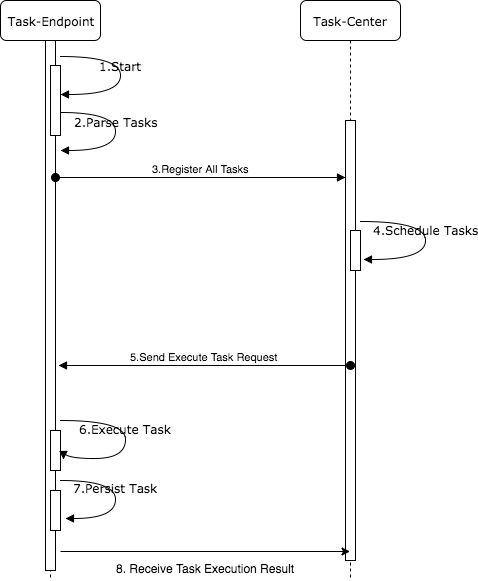 Task-Endpoint
Task-Center
1.Start
2.Parse Tasks
3.Register All Tasks
4.Schedule Tasks
5.Send Execute Task Request
6.Execute Task
7.Persist Task
8. Receive Task Execution Result